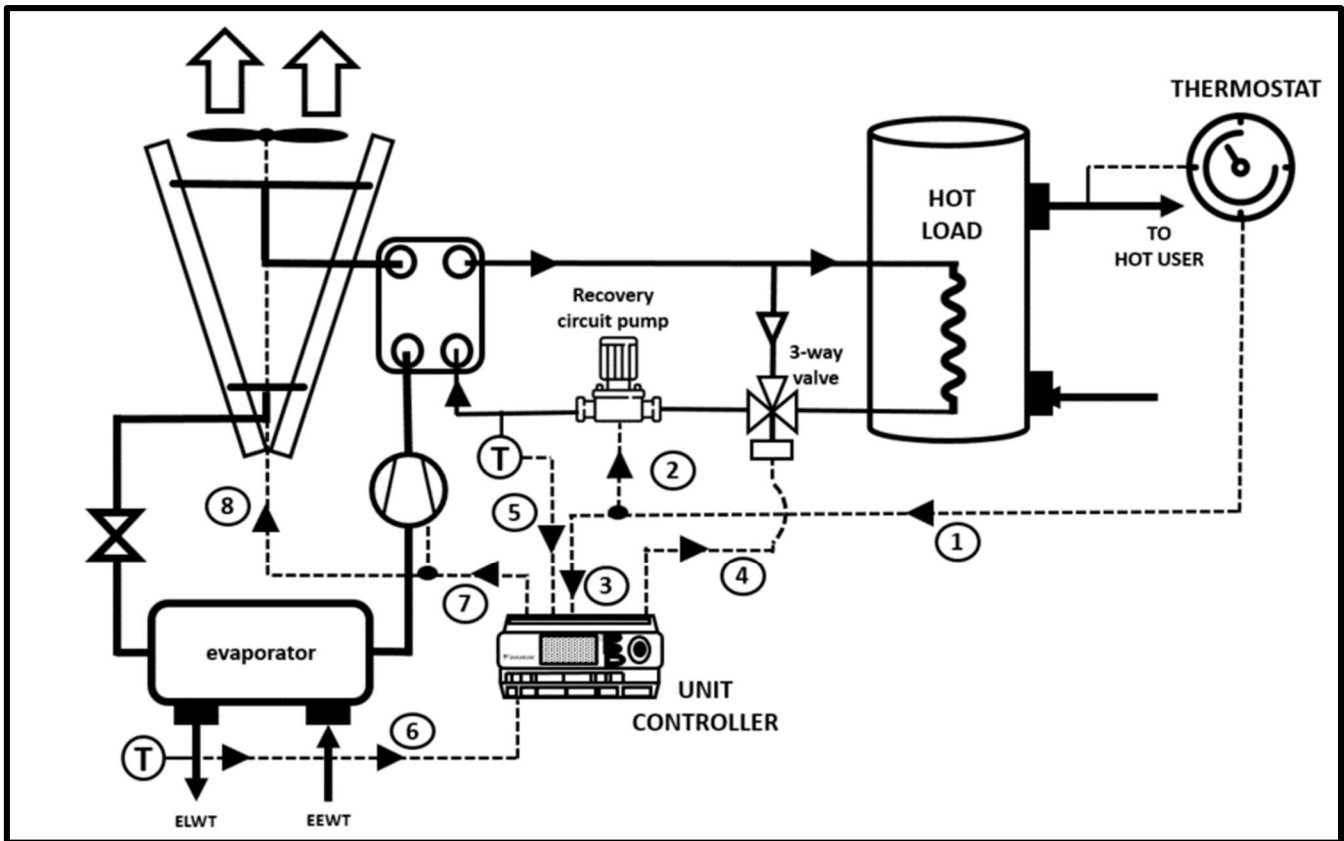 THERMOSTAT
HOT
LOAD
TO
HOT USER
Recovery
circuit pump
3-way
valve
T
2
8
5
1
3
4
7
evaporator
UNIT
CONTROLLER
6
T
ELWT
EEWT